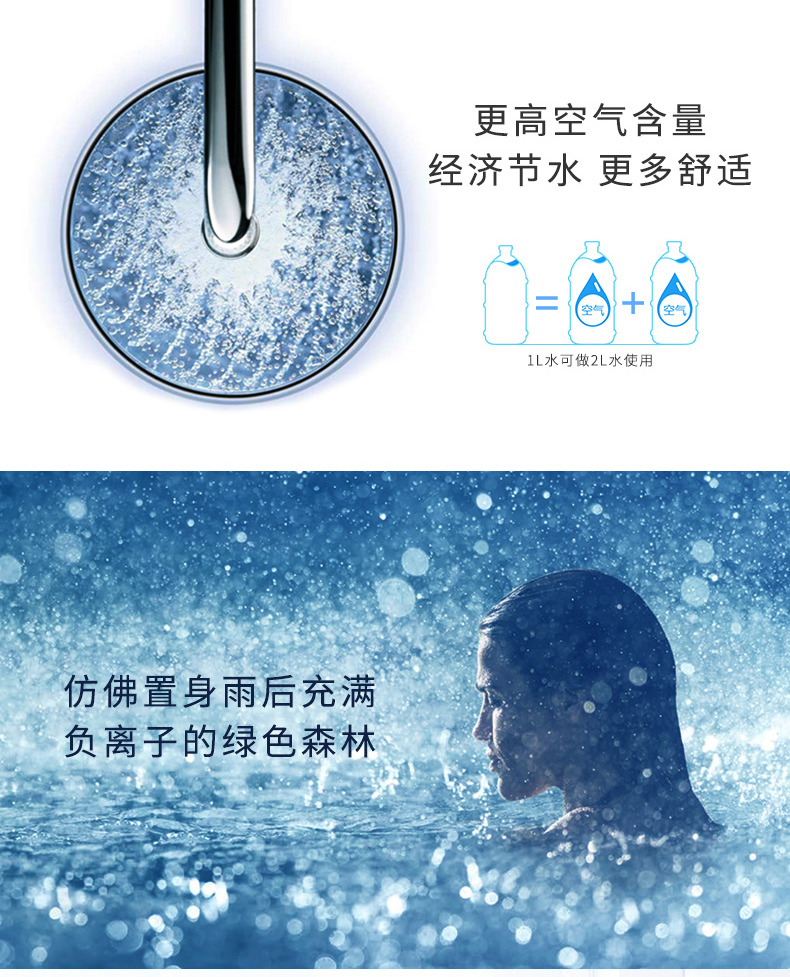 更高空气含量
经济节水 更多舒适
空气
空气
1L水可做2L水使用
仿佛置身雨后充满
负离子的绿色森林